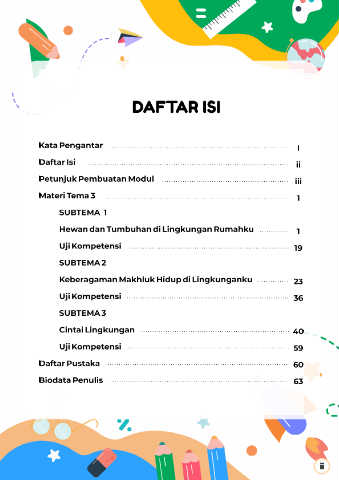 DAFTAR ISI
Kata Pengantar i
Daftar Isi ii
Petunjuk Pembuatan Modul iii
Materi Tema 3 1
SUBTEMA 1
Hewan dan Tumbuhan di Lingkungan Rumahku 1
Uji Kompetensi 19
SUBTEMA 2
Keberagaman Makhluk Hidup di Lingkunganku 23
Uji Kompetensi 36
SUBTEMA 3
Cintai Lingkungan 40
Uji Kompetensi 59
Daftar Pustaka 60
Biodata Penulis 63